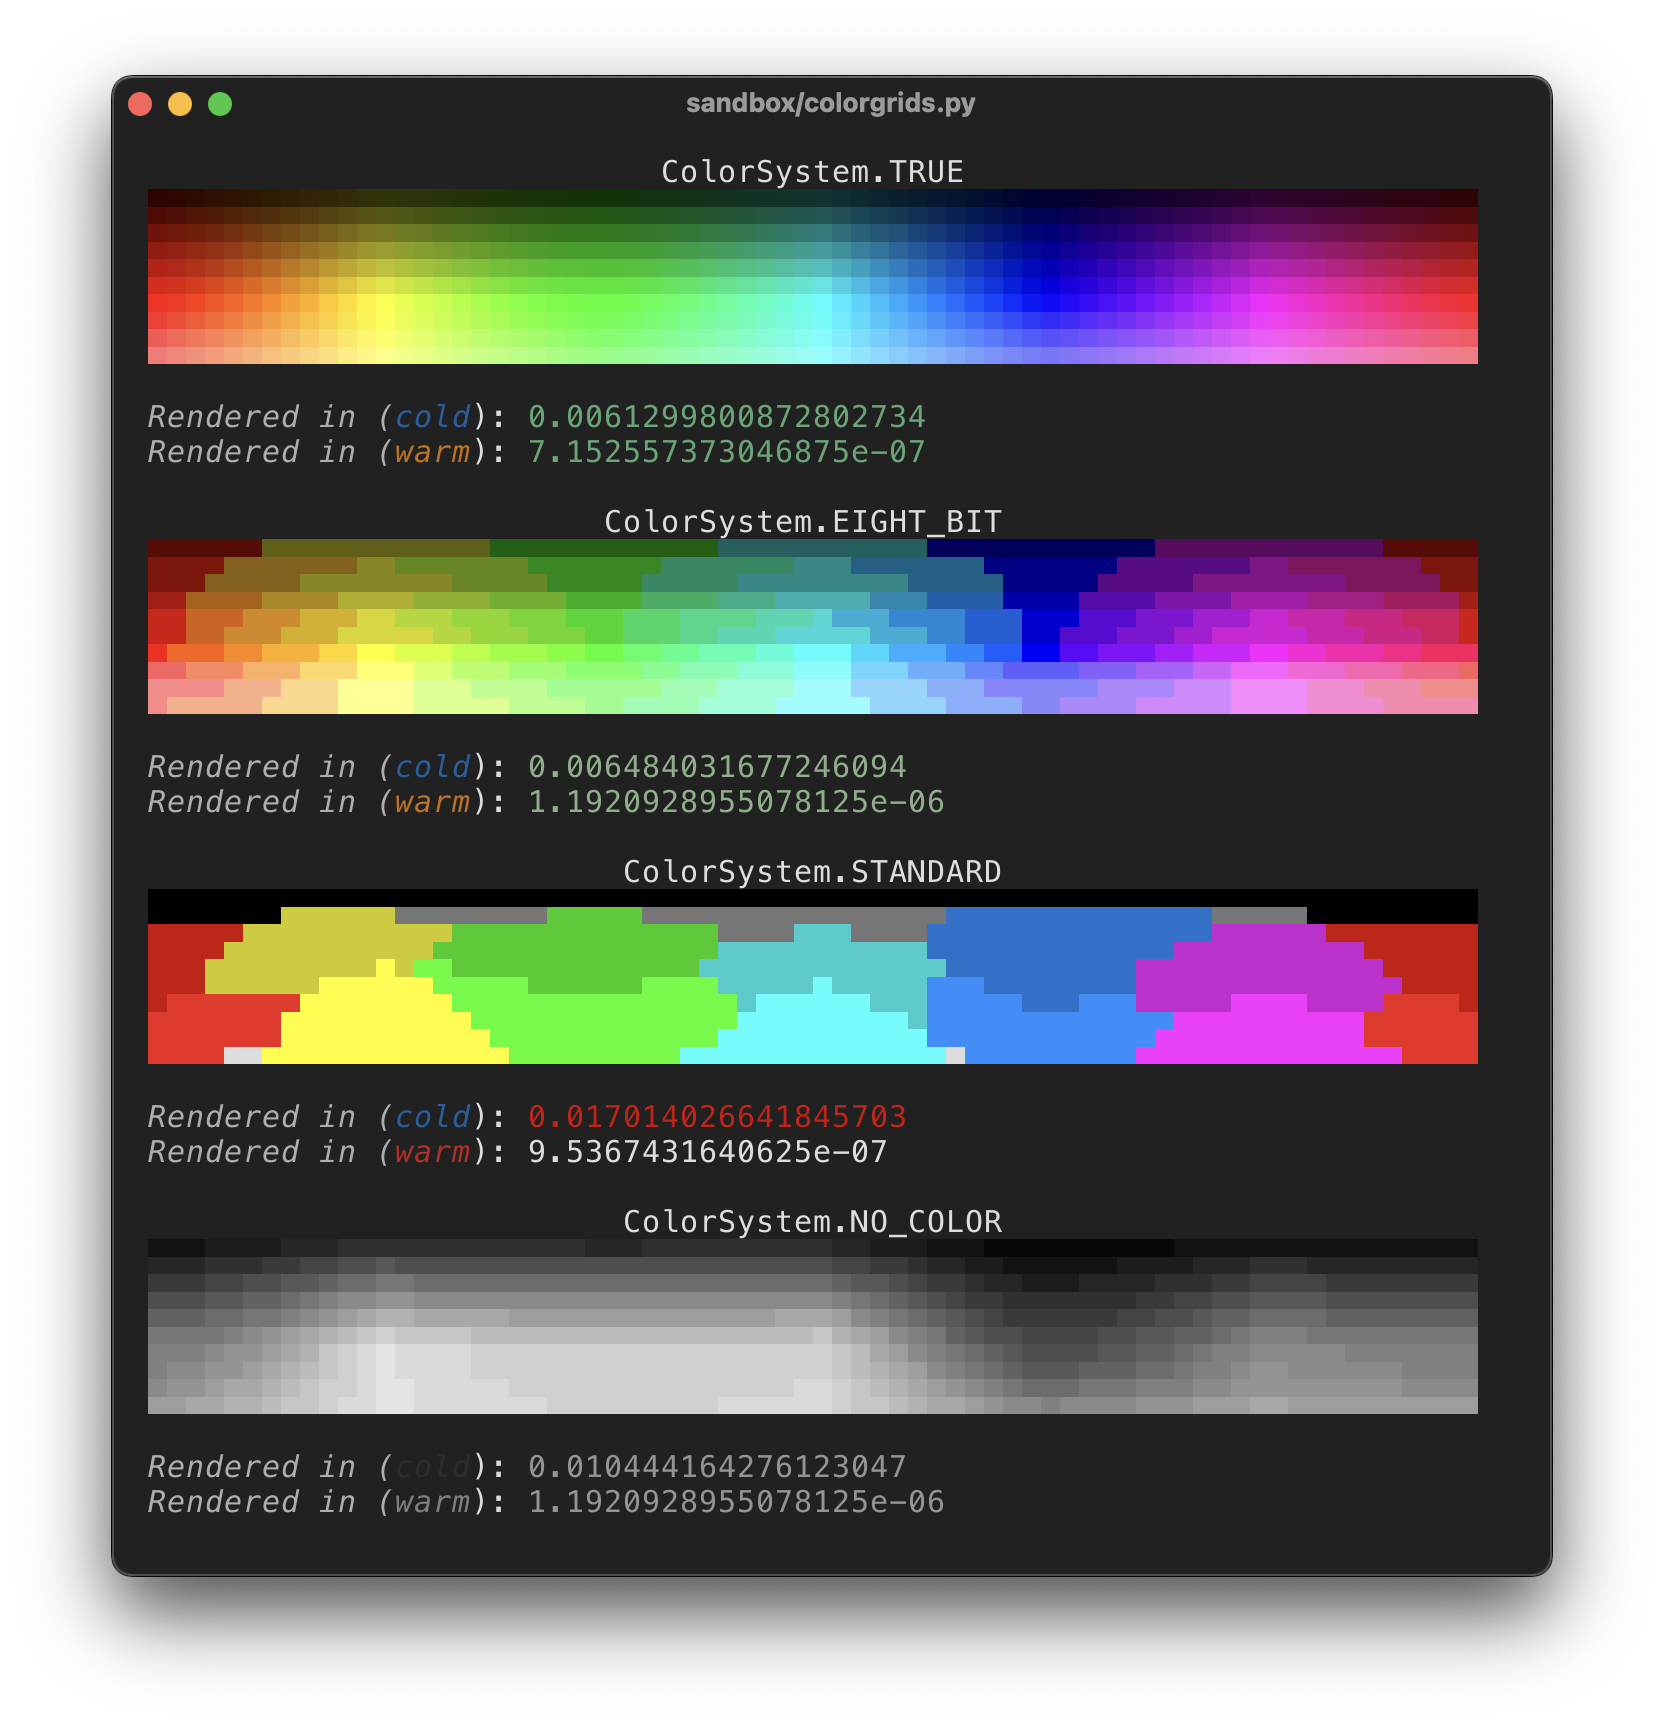 sandbox/colorgrids.py
ColorSystem.TRUE
Rendered in (cold): 0.0061299800872802734
Rendered in (warm): 7.152557373046875e-07
ColorSystem.EIGHT_BIT
Rendered in (cold): 0.006484031677246094
Rendered in (warm): 1.1920928955078125e-06
ColorSystem.STANDARD
Rendered in (cold): 0.017014026641845703
Rendered in (warm): 9.5367431640625e-07
ColorSystem.NO_COLOR
Rendered in (cold): 0.010444164276123047
Rendered in (warm): 1.1920928955078125e-06